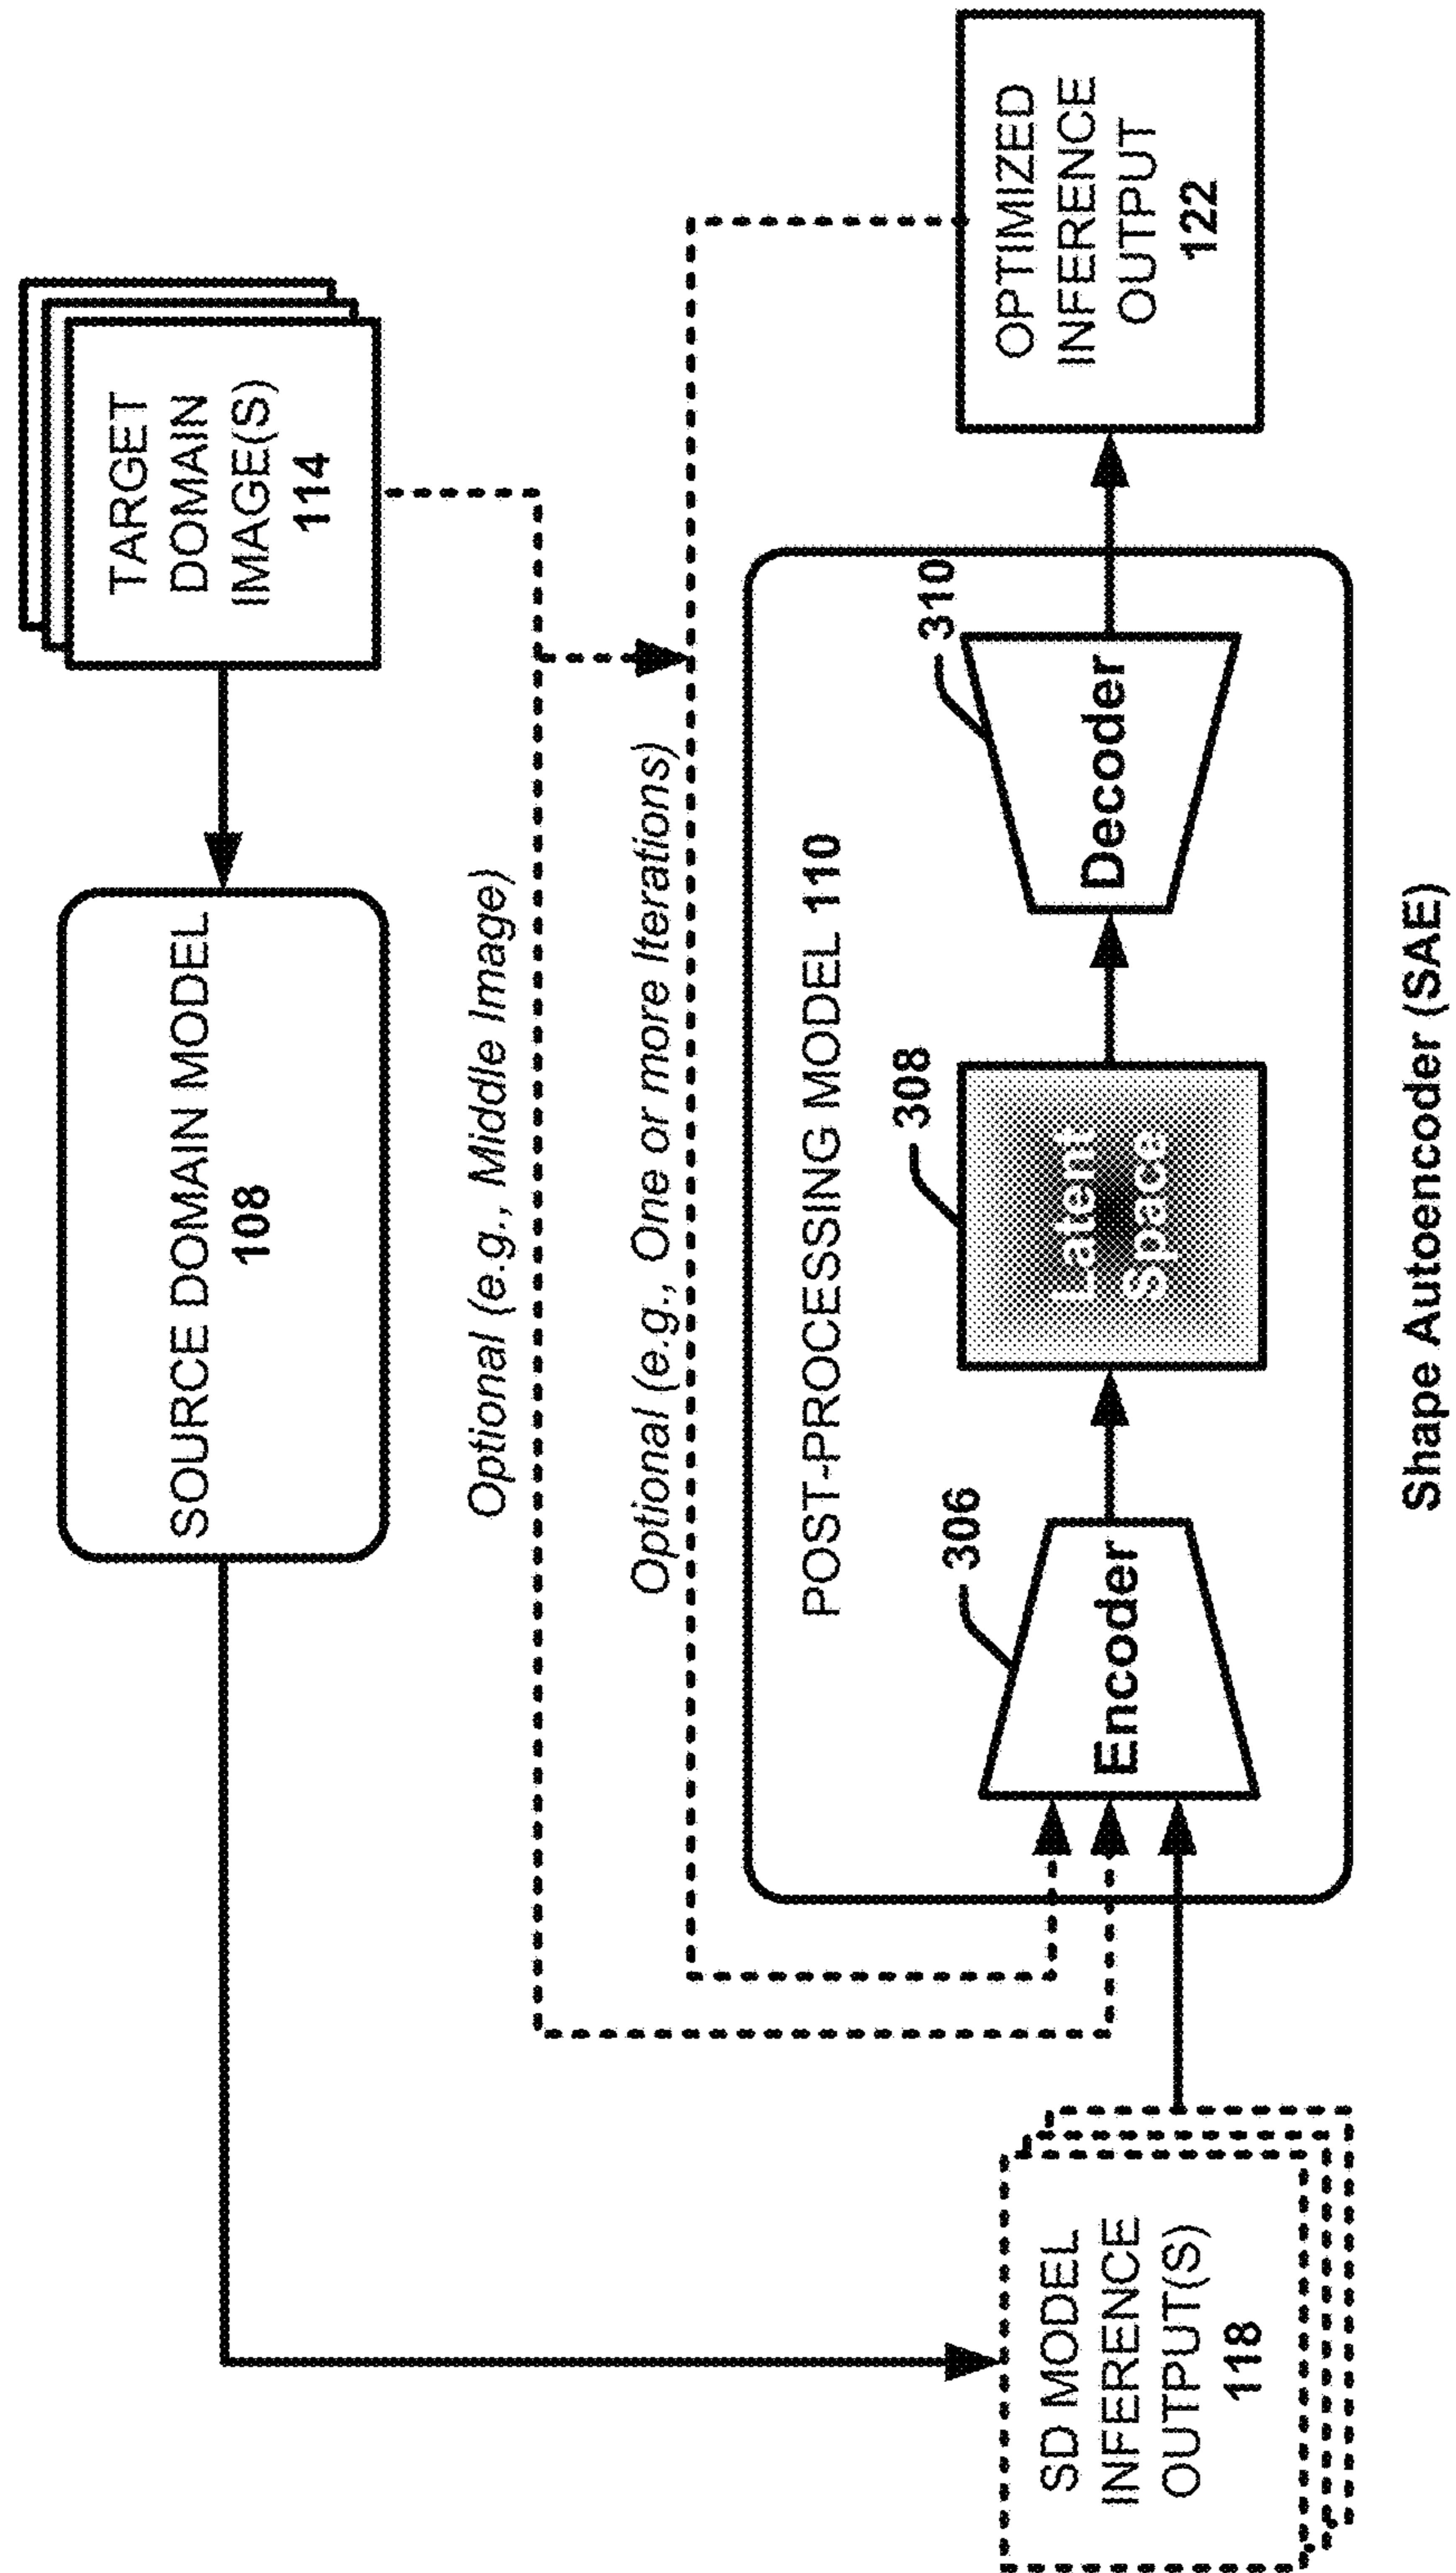 TARGET
DOMAIN
IMAGE(S)
114
SOURCE DOMAIN MODEL
108
Optional (e.g., Middle Image)
Optional (e.g., One or more Iterations)
SD MODEL
INFERENCE
OUTPUT(S)
118
POST-PROCESSING MODEL 110
306
Encoder
308
Latent
Space
310
Decoder
OPTIMIZED
INFERENCE
OUTPUT
122
Shape Autoencoder (SAE)